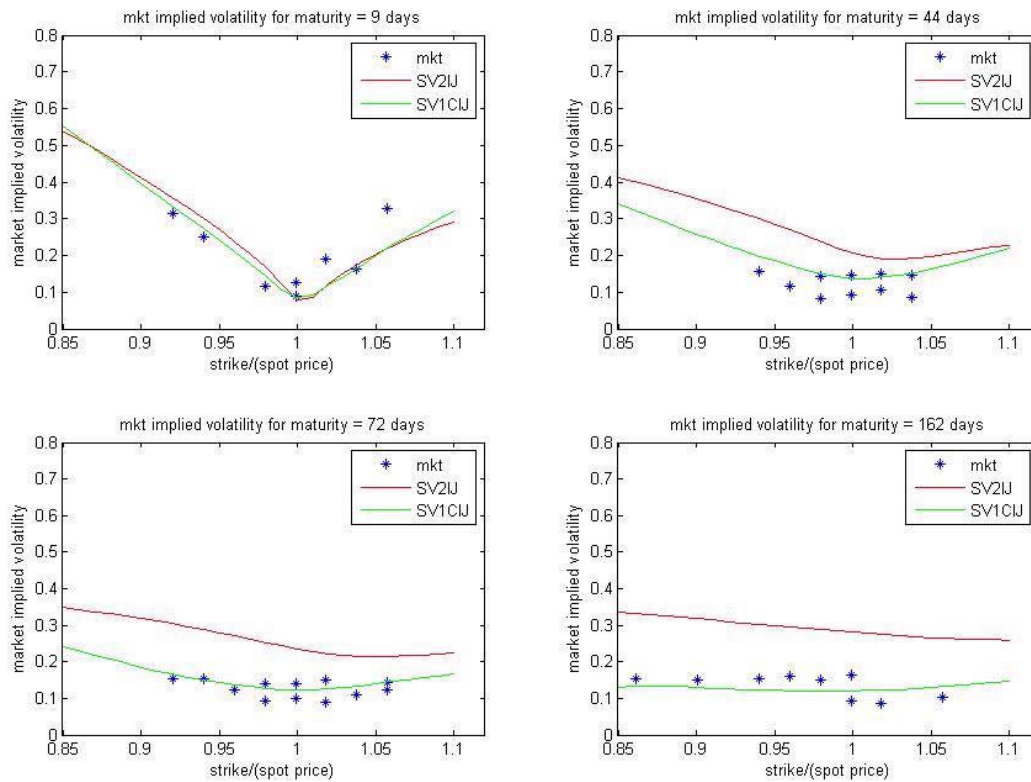 mkt implied volatility for maturity = 9 days
0.8
0.7
0.6
0.5
0.4
0.3
0.2
0.1
0
market implied volatility
mkt
SV2IJ
SV1CIJ
0.85 0.9 0.95 1 1.05 1.1
strike/(spot price)
mkt implied volatility for maturity = 44 days
0.8
0.7
0.6
0.5
0.4
0.3
0.2
0.1
0
market implied volatility
mkt
SV2IJ
SV1CIJ
0.85 0.9 0.95 1 1.05 1.1
strike/(spot price)
mkt implied volatility for maturity = 72 days
0.8
0.7
0.6
0.5
0.4
0.3
0.2
0.1
0
market implied volatility
mkt
SV2IJ
SV1CIJ
0.85 0.9 0.95 1 1.05 1.1
strike/(spot price)
mkt implied volatility for maturity = 162 days
0.8
0.7
0.6
0.5
0.4
0.3
0.2
0.1
0
market implied volatility
mkt
SV2IJ
SV1CIJ
0.85 0.9 0.95 1 1.05 1.1
strike/(spot price)